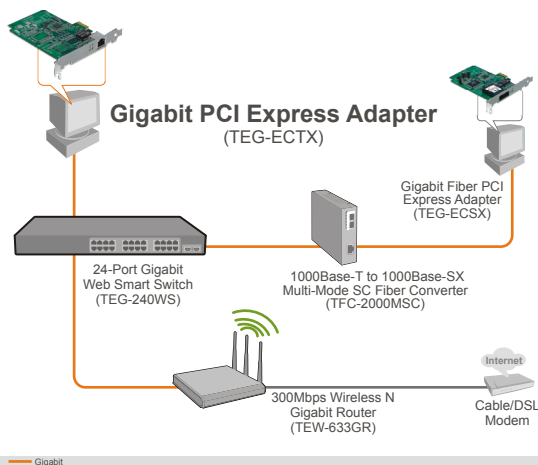 Gigabit PCI Express Adapter
(TEG-ECTX)
Gigabit Fiber PCI
Express Adapter
(TEG-ECSX)
24-Port Gigabit
Web Smart Switch
(TEG-240WS)
1000Base-T to 1000Base-SX
Multi-Mode SC Fiber Converter
(TFC-2000MSC)
Internet
300Mbps Wireless N
Gigabit Router
(TEW-633GR)
Cable/DSL
Modem
Gigabit